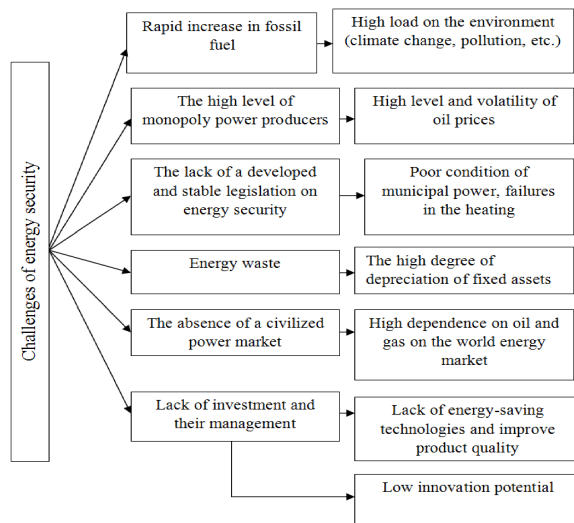 Challenges of energy security
Rapid increase in fossil
fuel
High load on the environment
(climate change, pollution, etc.)
The high level of
monopoly power producers
High level and volatility of
oil prices
The lack of a developed
and stable legislation on
energy security
Poor condition of
municipal power, failures
in the heating
Energy waste
The high degree of
depreciation of fixed assets
The absence of a civilized
power market
High dependence on oil and
gas on the world energy
market
Lack of investment and
their management
Lack of energy-saving
technologies and improve
product quality
Low innovation potential